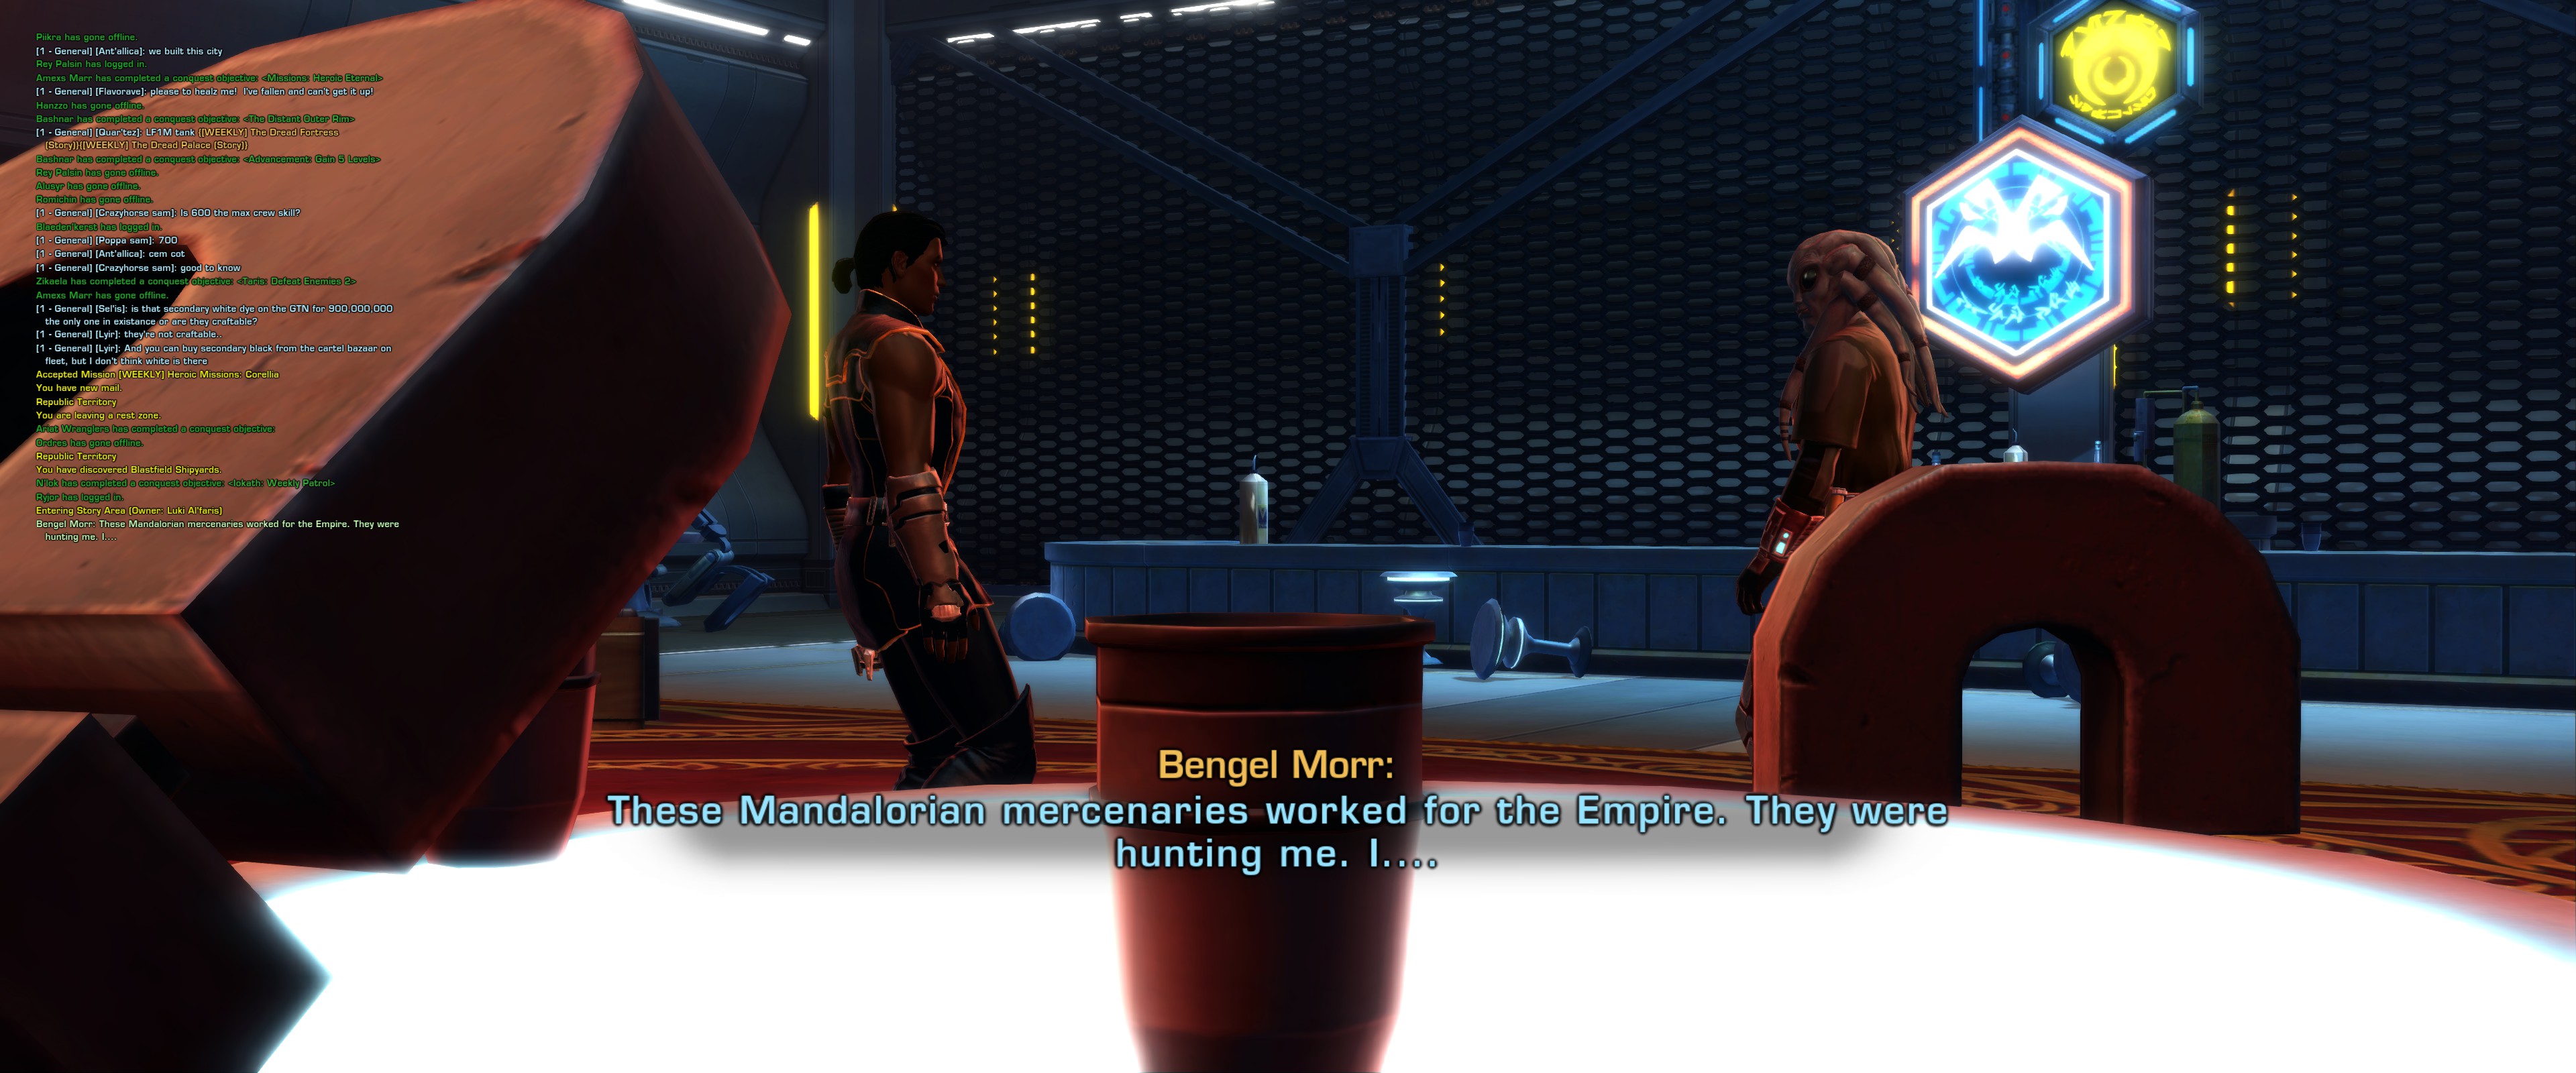 Piikra has gone offline.
[1 - General] [Ant'allica]: we built this city
Rey Palsin has logged in.
Amexs Marr has completed a conquest objective: <Missions: Heroic Eternal>
[1 - General] [Flavorave]: please to healz me!  I've fallen and can't get it up!
Hanzzo has gone offline.
Bashnar has completed a conquest objective: <The Distant Outer Rim>
[1 - General] [Quar'tez]: LF1M tank {[WEEKLY] The Dread Fortress
(Story)}{[WEEKLY] The Dread Palace (Story)}
Bashnar has completed a conquest objective: <Advancement: Gain 5 Levels>
Rey Palsin has gone offline.
Alusyr has gone offline.
Romichin has gone offline.
[1 - General] [Crazyhorse sam]: Is 600 the max crew skill?
Blaeden'kerst has logged in.
[1 - General] [Poppa sam]: 700
[1 - General] [Ant'allica]: cem cot
[1 - General] [Crazyhorse sam]: good to know
Zikaela has completed a conquest objective: <Taris: Defeat Enemies 2>
Amexs Marr has gone offline.
[1 - General] [Sel'is]: is that secondary white dye on the GTN for 900,000,000
the only one in existance or are they craftable?
[1 - General] [Lyir]: they're not craftable..
[1 - General] [Lyir]: And you can buy secondary black from the cartel bazaar on
fleet, but I don't think white is there
Accepted Mission [WEEKLY] Heroic Missions: Corellia
You have new mail.
Republic Territory
You are leaving a rest zone.
Ariat Wranglers has completed a conquest objective:
Ordres has gone offline.
Republic Territory
You have discovered Blastfield Shipyards.
N'lok has completed a conquest objective: <Iokath: Weekly Patrol>
Ryjor has logged in.
Entering Story Area (Owner: Luki Al'faris)
Bengel Morr: These Mandalorian mercenaries worked for the Empire. They were
hunting me. I....
Bengel Morr:
These Mandalorian mercenaries worked for the Empire. They were
hunting me. I....